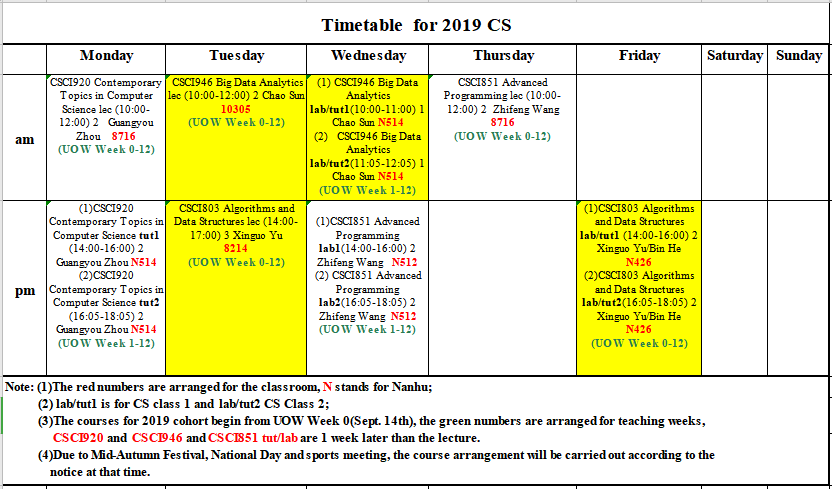 Timetable for 2019 CS
Monday Tuesday Wednesday Thursday Friday Saturday Sunday
am
CSCI920 Contemporary
Topics in Computer
Science lec (10:00-
12:00) 2 Guangyou
Zhou 8716
(UOW Week 0-12)
CSCI946 Big Data Analytics
lec (10:00-12:00) 2 Chao Sun
10305
(UOW Week 0-12)
(1) CSCI946 Big Data
Analytics
lab/tut1(10:00-11:00) 1
Chao Sun N514
(2) CSCI946 Big Data
Analytics
lab/tut2(11:05-12:05) 1
Chao Sun N514
(UOW Week 1-12)
CSCI851 Advanced
Programming lec (10:00-
12:00) 2 Zhifeng Wang
8716
(UOW Week 0-12)
pm
(1)CSCI920
Contemporary Topics in
Computer Science tut1
(14:00-16:00) 2
Guangyou Zhou N514
(2)CSCI920
Contemporary Topics in
Computer Science tut2
(16:05-18:05) 2
Guangyou Zhou N514
(UOW Week 1-12)
CSCI803 Algorithms and
Data Structures lec (14:00-
17:00) 3 Xinguo Yu
8214
(UOW Week 0-12)
(1)CSCI851 Advanced
Programming
lab1(14:00-16:00) 2
Zhifeng Wang N512
(2) CSCI851 Advanced
Programming
lab2(16:05-18:05) 2
Zhifeng Wang N512
(UOW Week 1-12)
(1)CSCI803 Algorithms
and Data Structures
lab/tut1 (14:00-16:00) 2
Xinguo Yu/Bin He
N426
(2)CSCI803 Algorithms
and Data Structures
lab/tut2(16:05-18:05) 2
Xinguo Yu/Bin He
N426
(UOW Week 0-12)
Note: (1)The red numbers are arranged for the classroom, N stands for Nanhu;
(2) lab/tut1 is for CS class 1 and lab/tut2 CS Class 2;
(3)The courses for 2019 cohort begin from UOW Week 0(Sept. 14th), the green numbers are arranged for teaching weeks,
CSCI920 and CSCI946 and CSCI851 tut/lab are 1 week later than the lecture.
(4)Due to Mid-Autumn Festival, National Day and sports meeting, the course arrangement will be carried out according to the
notice at that time.